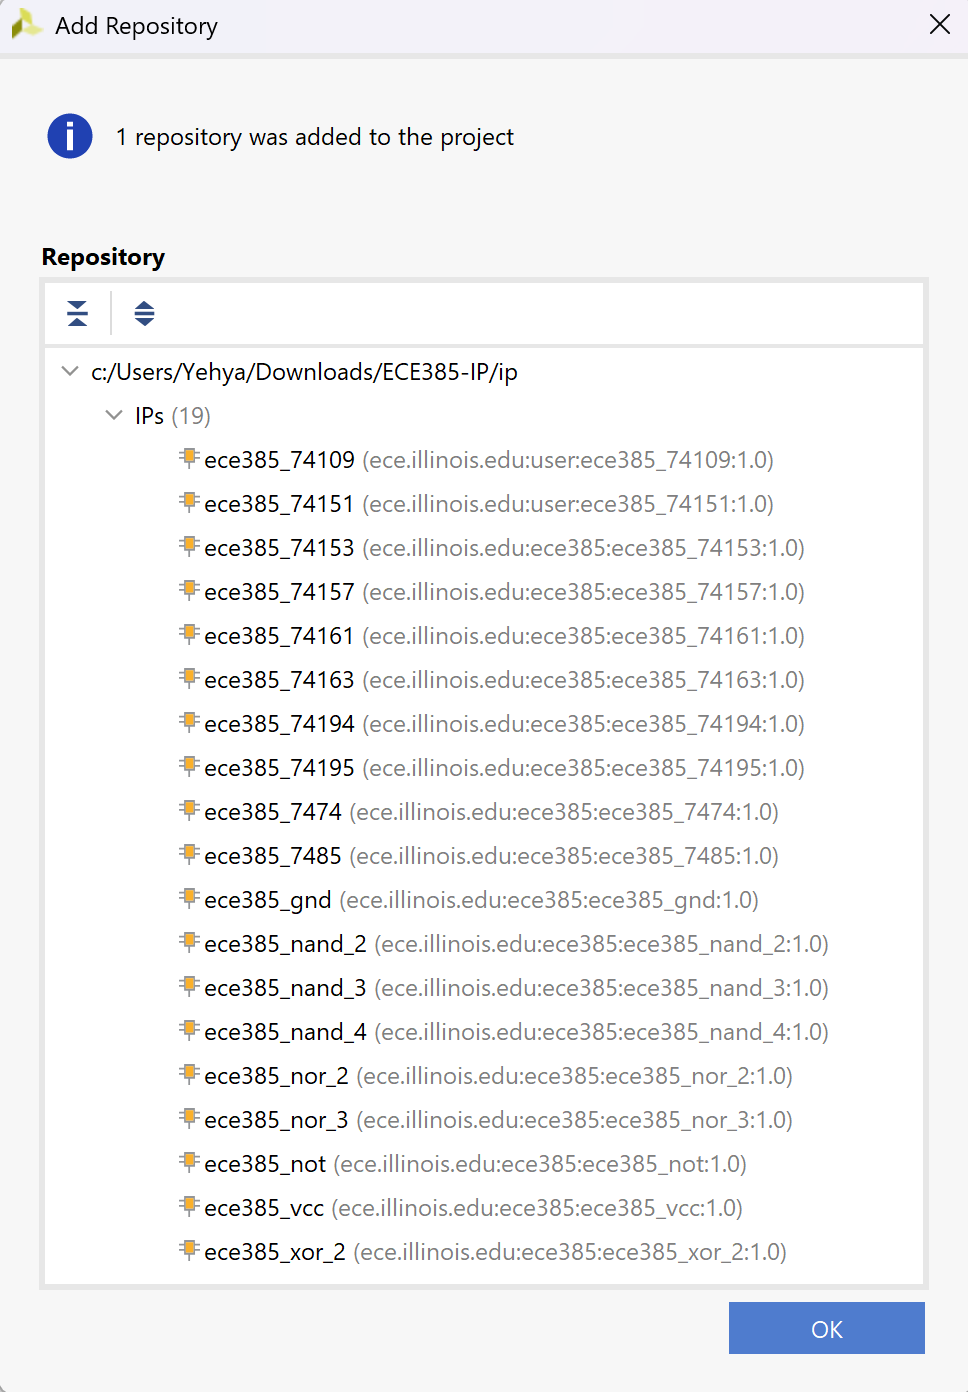 Add Repository
1 repository was added to the project
Repository
c:/Users/Yehya/Downloads/ECE385-IP/ip
IPs (19)
ece385_74109 (ece.illinois.edu:user:ece385_74109:1.0)
ece385_74151 (ece.illinois.edu:user:ece385_74151:1.0)
ece385_74153 (ece.illinois.edu:ece385:ece385_74153:1.0)
ece385_74157 (ece.illinois.edu:ece385:ece385_74157:1.0)
ece385_74161 (ece.illinois.edu:ece385:ece385_74161:1.0)
ece385_74163 (ece.illinois.edu:ece385:ece385_74163:1.0)
ece385_74194 (ece.illinois.edu:ece385:ece385_74194:1.0)
ece385_74195 (ece.illinois.edu:ece385:ece385_74195:1.0)
ece385_7474 (ece.illinois.edu:ece385:ece385_7474:1.0)
ece385_7485 (ece.illinois.edu:ece385:ece385_7485:1.0)
ece385_gnd (ece.illinois.edu:ece385:ece385_gnd:1.0)
ece385_nand_2 (ece.illinois.edu:ece385:ece385_nand_2:1.0)
ece385_nand_3 (ece.illinois.edu:ece385:ece385_nand_3:1.0)
ece385_nand_4 (ece.illinois.edu:ece385:ece385_nand_4:1.0)
ece385_nor_2 (ece.illinois.edu:ece385:ece385_nor_2:1.0)
ece385_nor_3 (ece.illinois.edu:ece385:ece385_nor_3:1.0)
ece385_not (ece.illinois.edu:ece385:ece385_not:1.0)
ece385_vcc (ece.illinois.edu:ece385:ece385_vcc:1.0)
ece385_xor_2 (ece.illinois.edu:ece385:ece385_xor_2:1.0)
OK